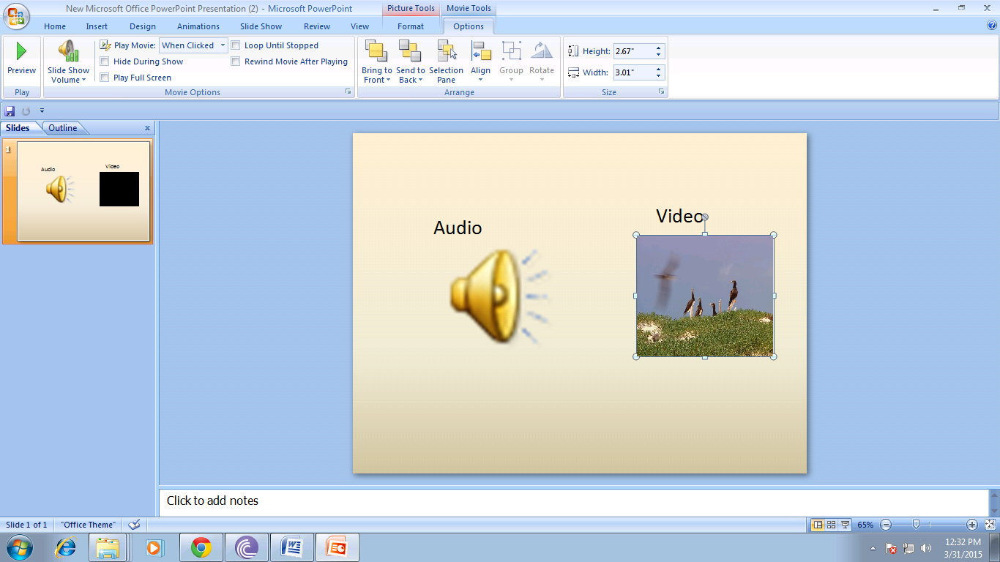 New Microsoft Office PowerPoint Presentation (2) - Microsoft PowerPoint
Picture Tools
Movie Tools
Home
Insert
Design
Animations
Slide Show
Review
View
Format
Options
Preview
Slide Show
Volume
Play Movie:
When Clicked
Hide During Show
Play Full Screen
Loop Until Stopped
Rewind Movie After Playing
Bring to
Front
Send to
Back
Selection
Pane
Align
Group
Rotate
Height:
2.67"
Width:
3.01"
Play
Movie Options
Arrange
Size
Slides
Outline
x
1
Audio
Video
Audio
Video
Click to add notes
Slide 1 of 1
"Office Theme"
65%
12:32 PM
3/31/2015